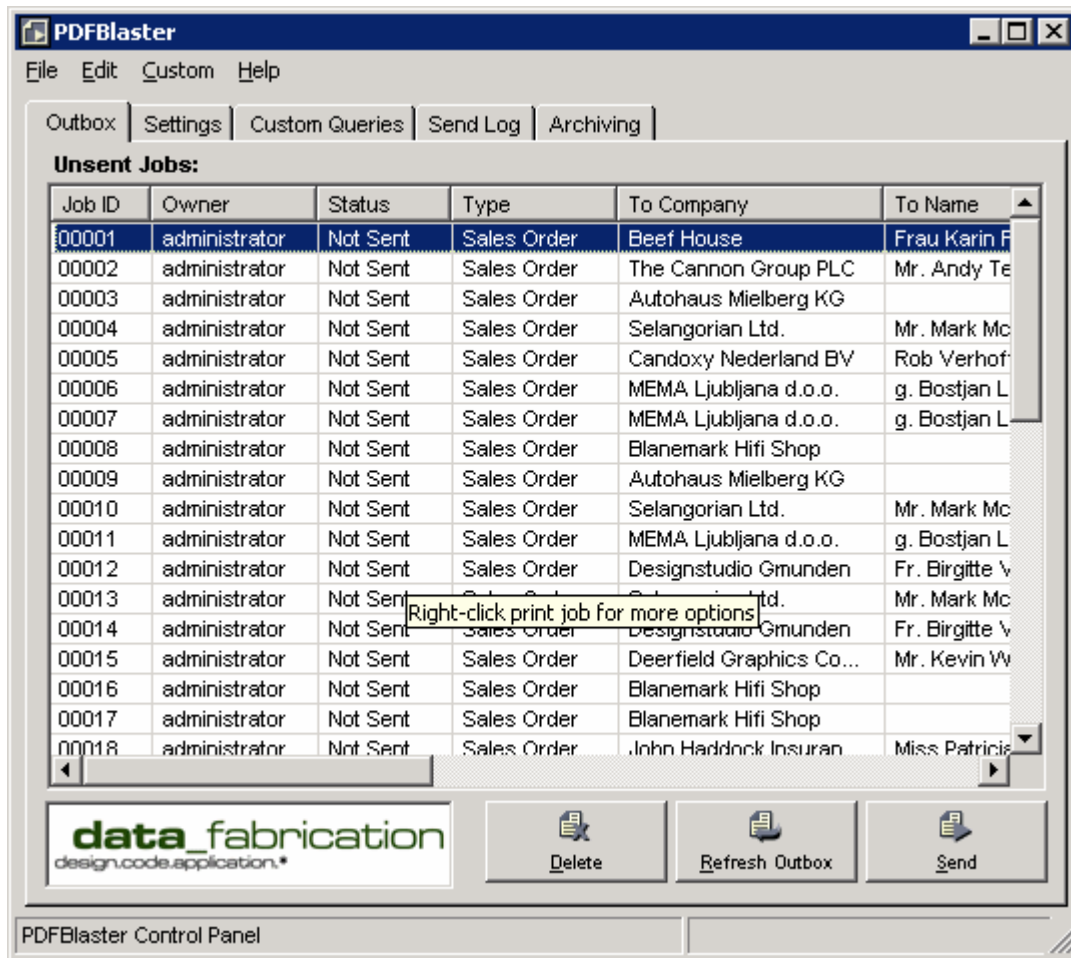 PDFBlaster
File Edit Custom Help
Outbox Settings Custom Queries Send Log Archiving
Unsent Jobs:
Job ID Owner Status Type To Company To Name
00001 administrator Not Sent Sales Order Beef House Frau Karin F
00002 administrator Not Sent Sales Order The Cannon Group PLC Mr. Andy Te
00003 administrator Not Sent Sales Order Autohaus Mielberg KG
00004 administrator Not Sent Sales Order Selangorian Ltd. Mr. Mark Mc
00005 administrator Not Sent Sales Order Candoxy Nederland BV Rob Verhof
00006 administrator Not Sent Sales Order MEMA Ljubljana d.o.o. g. Bostjan L
00007 administrator Not Sent Sales Order MEMA Ljubljana d.o.o. g. Bostjan L
00008 administrator Not Sent Sales Order Blanemark Hifi Shop
00009 administrator Not Sent Sales Order Autohaus Mielberg KG
00010 administrator Not Sent Sales Order Selangorian Ltd. Mr. Mark Mc
00011 administrator Not Sent Sales Order MEMA Ljubljana d.o.o. g. Bostjan L
00012 administrator Not Sent Sales Order Designstudio Gmunden Fr. Birgitte V
00013 administrator Not Sent Sales Order Ltd. Mr. Mark Mc
Right-click print job for more options
00014 administrator Not Sent Sales Order Designstudio Gmunden Fr. Birgitte V
00015 administrator Not Sent Sales Order Deerfield Graphics Co... Mr. Kevin W
00016 administrator Not Sent Sales Order Blanemark Hifi Shop
00017 administrator Not Sent Sales Order Blanemark Hifi Shop
00018 administrator Not Sent Sales Order John Haddock Insuran Miss Patricia
data_fabrication
design.code.application.*
Delete Refresh Outbox Send
PDFBlaster Control Panel